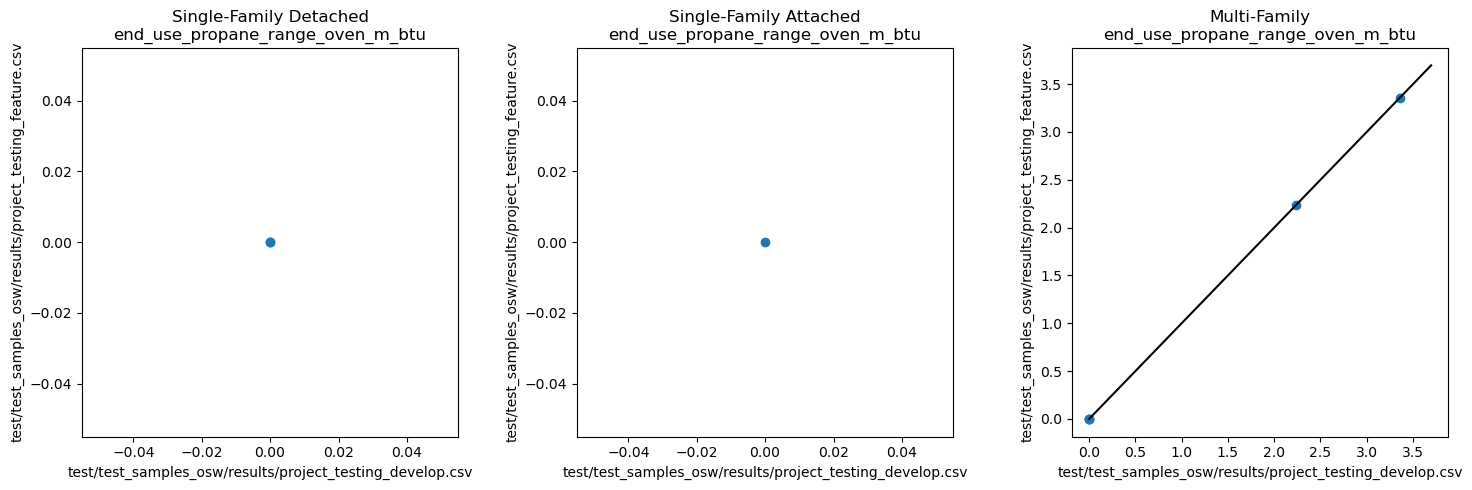 Single-Family Detached
end_use_propane_range_oven_m_btu
test/test_samples_osw/results/project_testing_feature.csv
0.04
0.02
0.00
−0.02
−0.04
−0.04 −0.02 0.00 0.02 0.04
test/test_samples_osw/results/project_testing_develop.csv
Single-Family Attached
end_use_propane_range_oven_m_btu
test/test_samples_osw/results/project_testing_feature.csv
0.04
0.02
0.00
−0.02
−0.04
−0.04 −0.02 0.00 0.02 0.04
test/test_samples_osw/results/project_testing_develop.csv
Multi-Family
end_use_propane_range_oven_m_btu
test/test_samples_osw/results/project_testing_feature.csv
3.5
3.0
2.5
2.0
1.5
1.0
0.5
0.0
0.0 0.5 1.0 1.5 2.0 2.5 3.0 3.5
test/test_samples_osw/results/project_testing_develop.csv